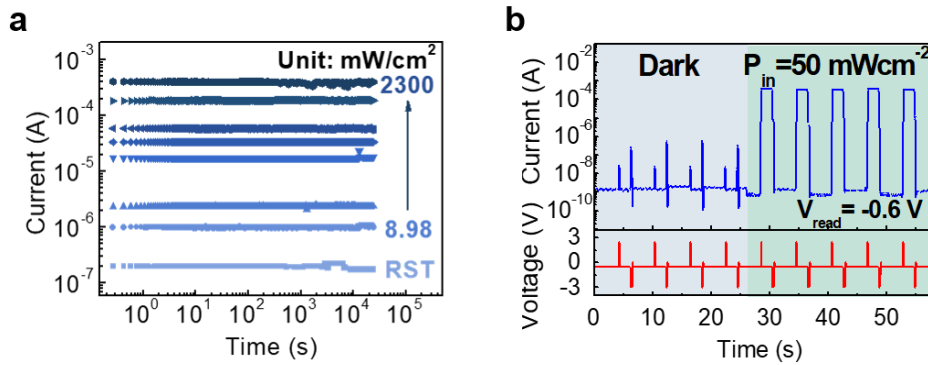 a
Unit: mW/cm²
2300
8.98
RST
10⁻³
10⁻⁴
10⁻⁵
10⁻⁶
10⁻⁷
Current (A)
10⁰ 10¹ 10² 10³ 10⁴ 10⁵
Time (s)
b
Dark
P_in =50 mWcm⁻²
V_read = -0.6 V
10⁻²
10⁻⁴
10⁻⁶
10⁻⁸
10⁻¹⁰
Current (A)
3
0
-3
Voltage (V)
0 10 20 30 40 50
Time (s)